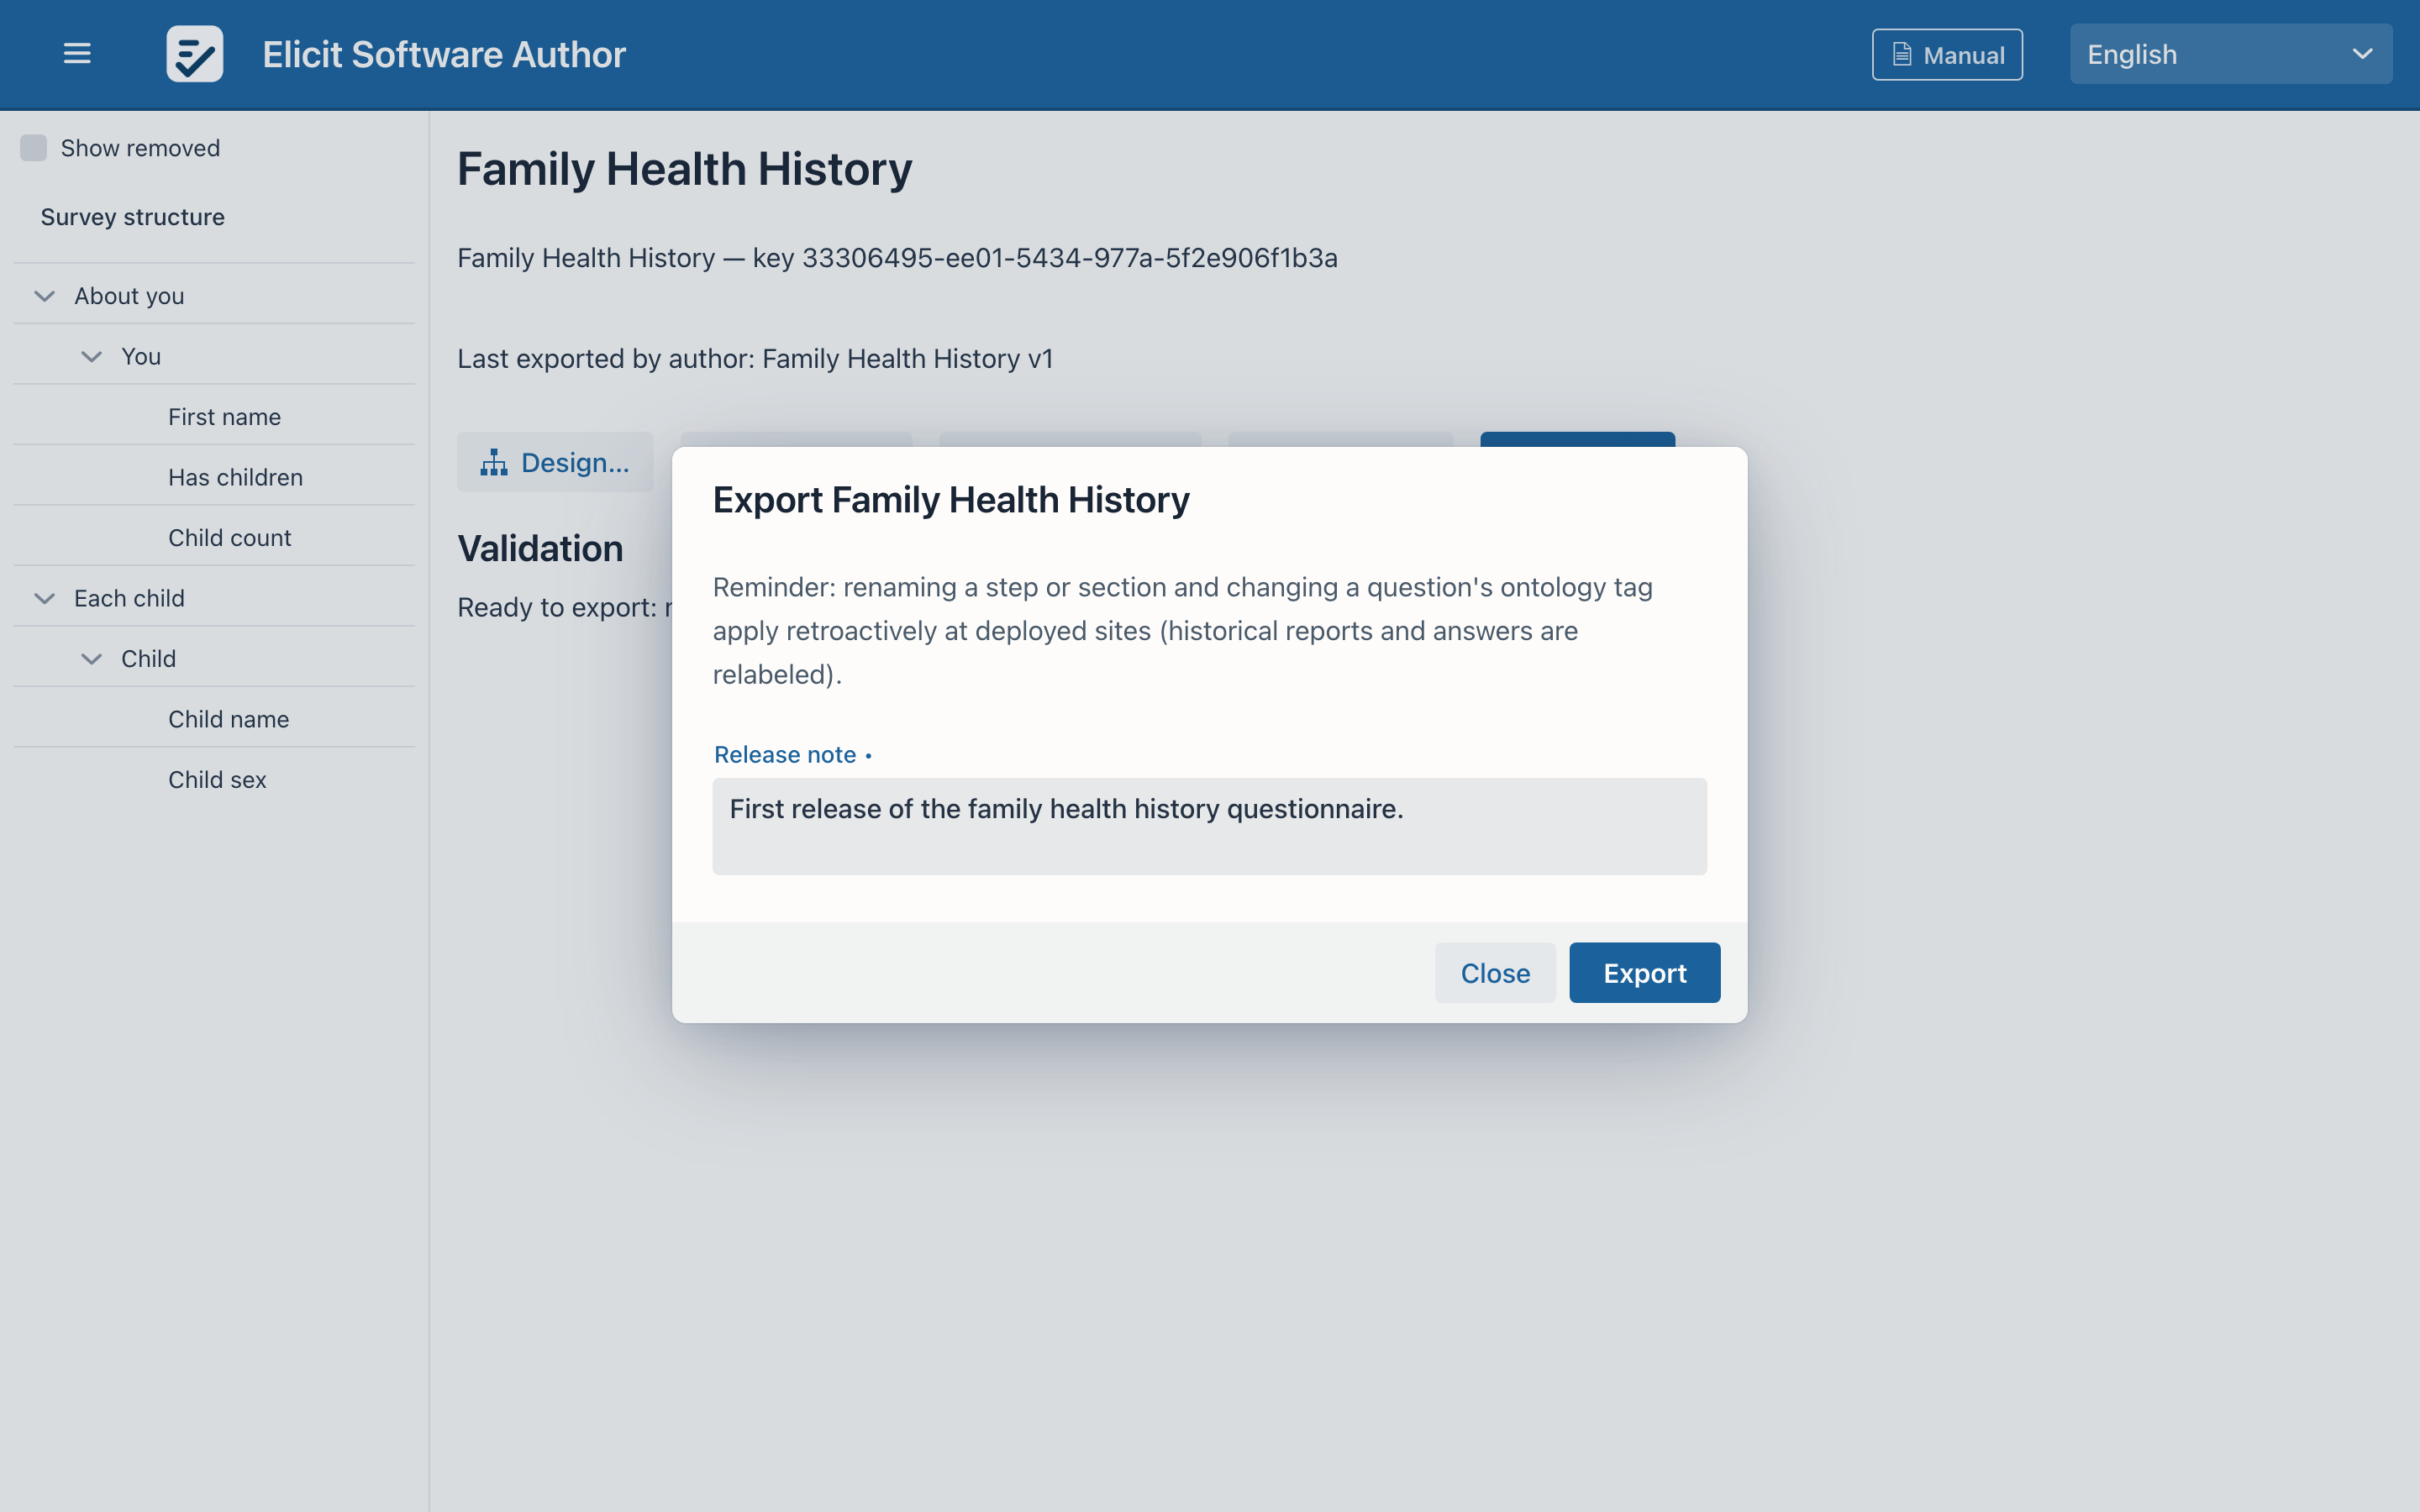 Elicit Software Author
Manual
English
Show removed
Survey structure
About you
You
First name
Has children
Child count
Each child
Child
Child name
Child sex
Family Health History
Family Health History — key 33306495-ee01-5434-977a-5f2e906f1b3a
Last exported by author: Family Health History v1
Design...
Validation
Ready to export:
Export Family Health History
Reminder: renaming a step or section and changing a question's ontology tag
apply retroactively at deployed sites (historical reports and answers are
relabeled).
Release note •
First release of the family health history questionnaire.
Close
Export